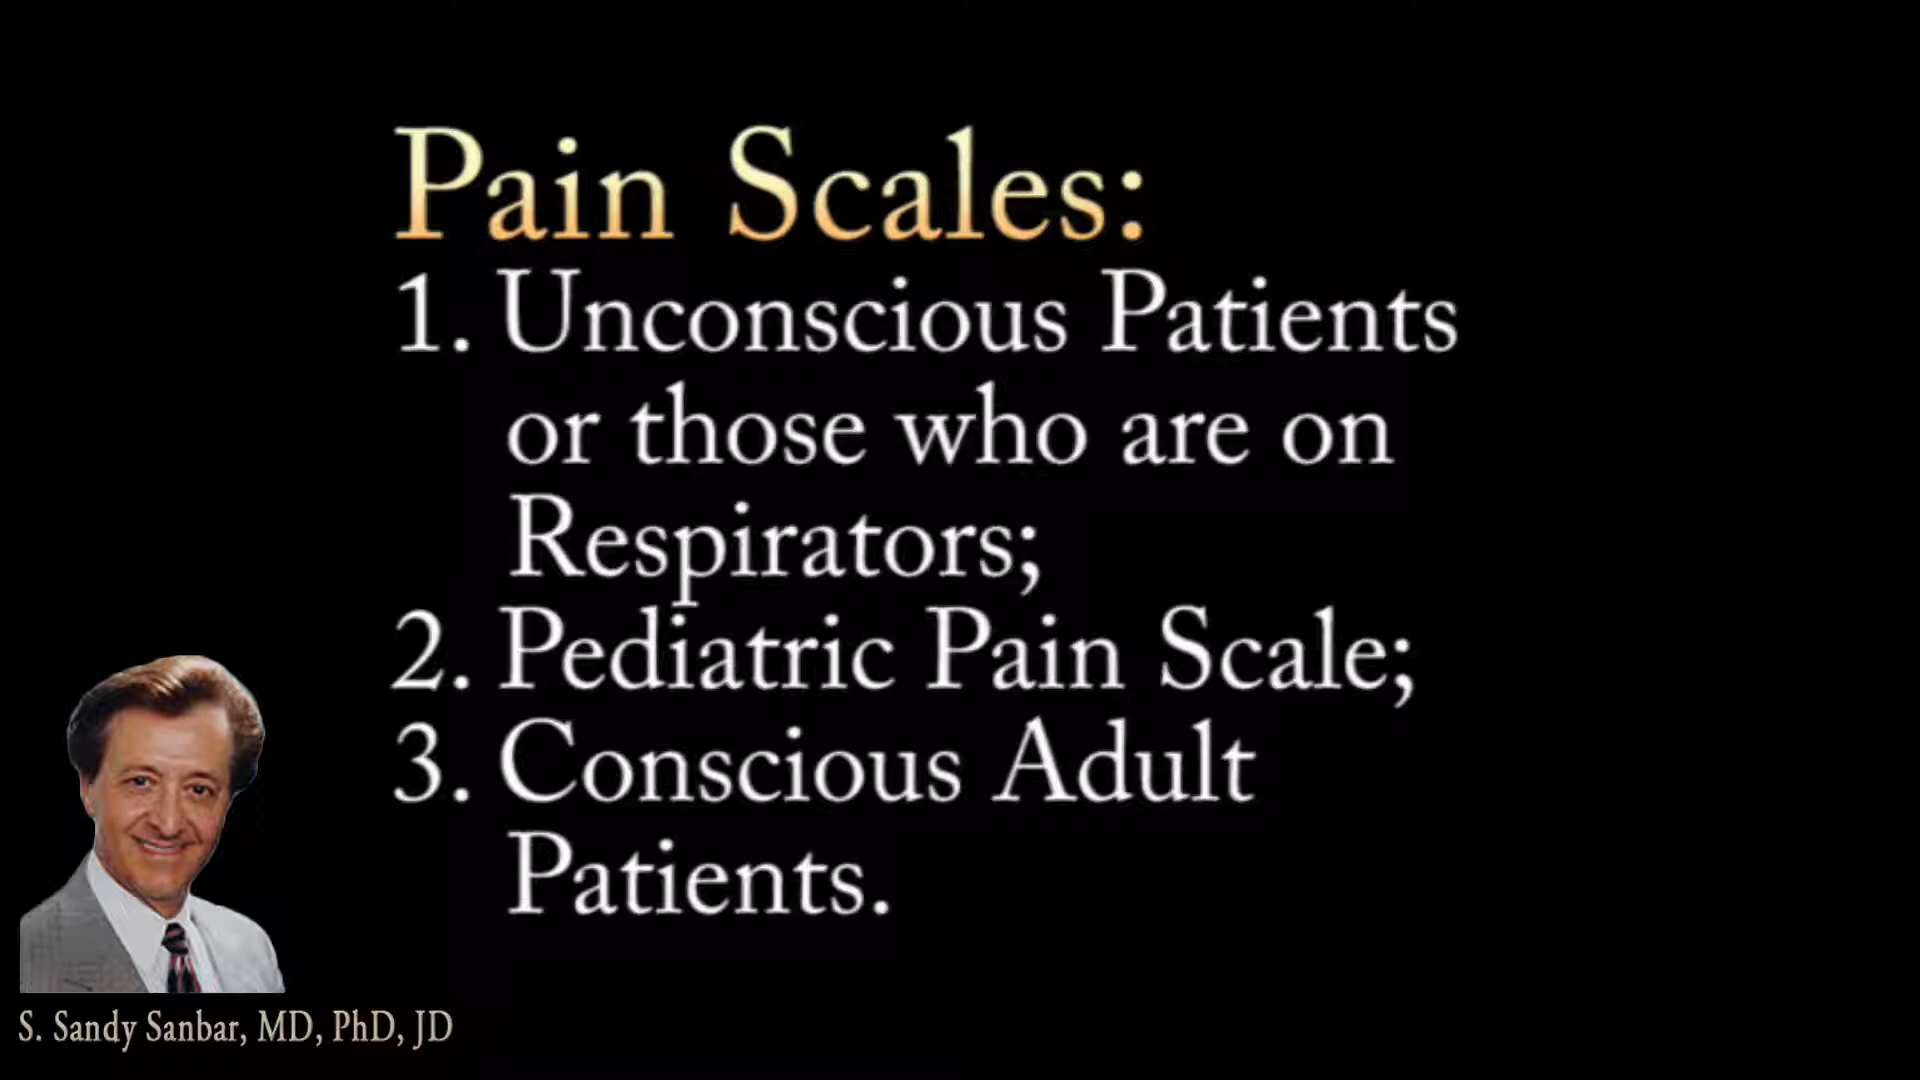 Pain Scales:
1. Unconscious Patients
or those who are on
Respirators;
2. Pediatric Pain Scale;
3. Conscious Adult
Patients.
S. Sandy Sanbar, MD, PhD, JD